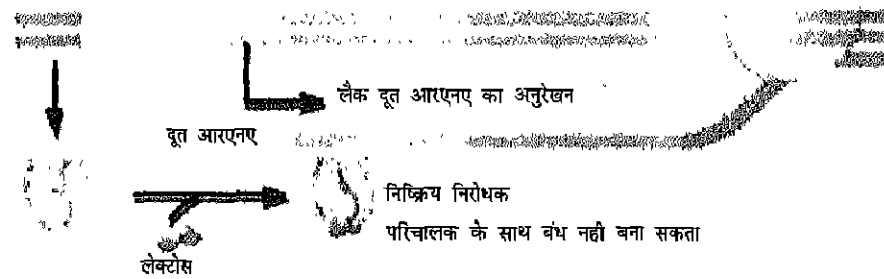 लैक दूत आरएनए का अनुरेखन
दूत आरएनए
निष्क्रिय निरोधक
परिचालक के साथ बंध नही बना सकता
लेक्टोस